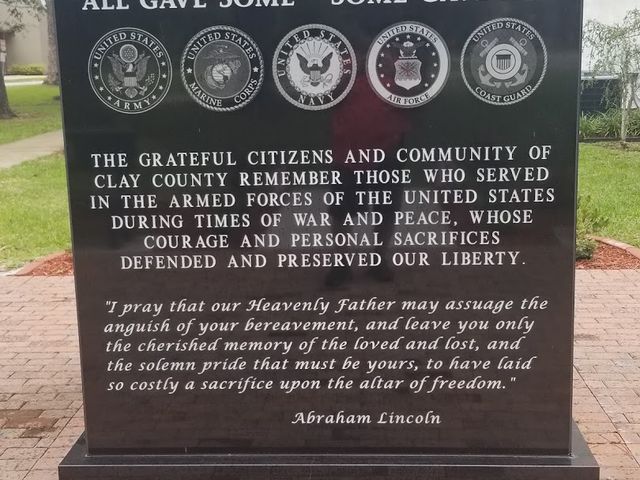 ALL GAVE SOME SOME GAVE
UNITED STATES ARMY
UNITED STATES MARINE CORPS
UNITED STATES NAVY
UNITED STATES AIR FORCE
UNITED STATES COAST GUARD
THE GRATEFUL CITIZENS AND COMMUNITY OF
CLAY COUNTY REMEMBER THOSE WHO SERVED
IN THE ARMED FORCES OF THE UNITED STATES
DURING TIMES OF WAR AND PEACE, WHOSE
COURAGE AND PERSONAL SACRIFICES
DEFENDED AND PRESERVED OUR LIBERTY.
"I pray that our Heavenly Father may assuage the
anguish of your bereavement, and leave you only
the cherished memory of the loved and lost, and
the solemn pride that must be yours, to have laid
so costly a sacrifice upon the altar of freedom."
Abraham Lincoln